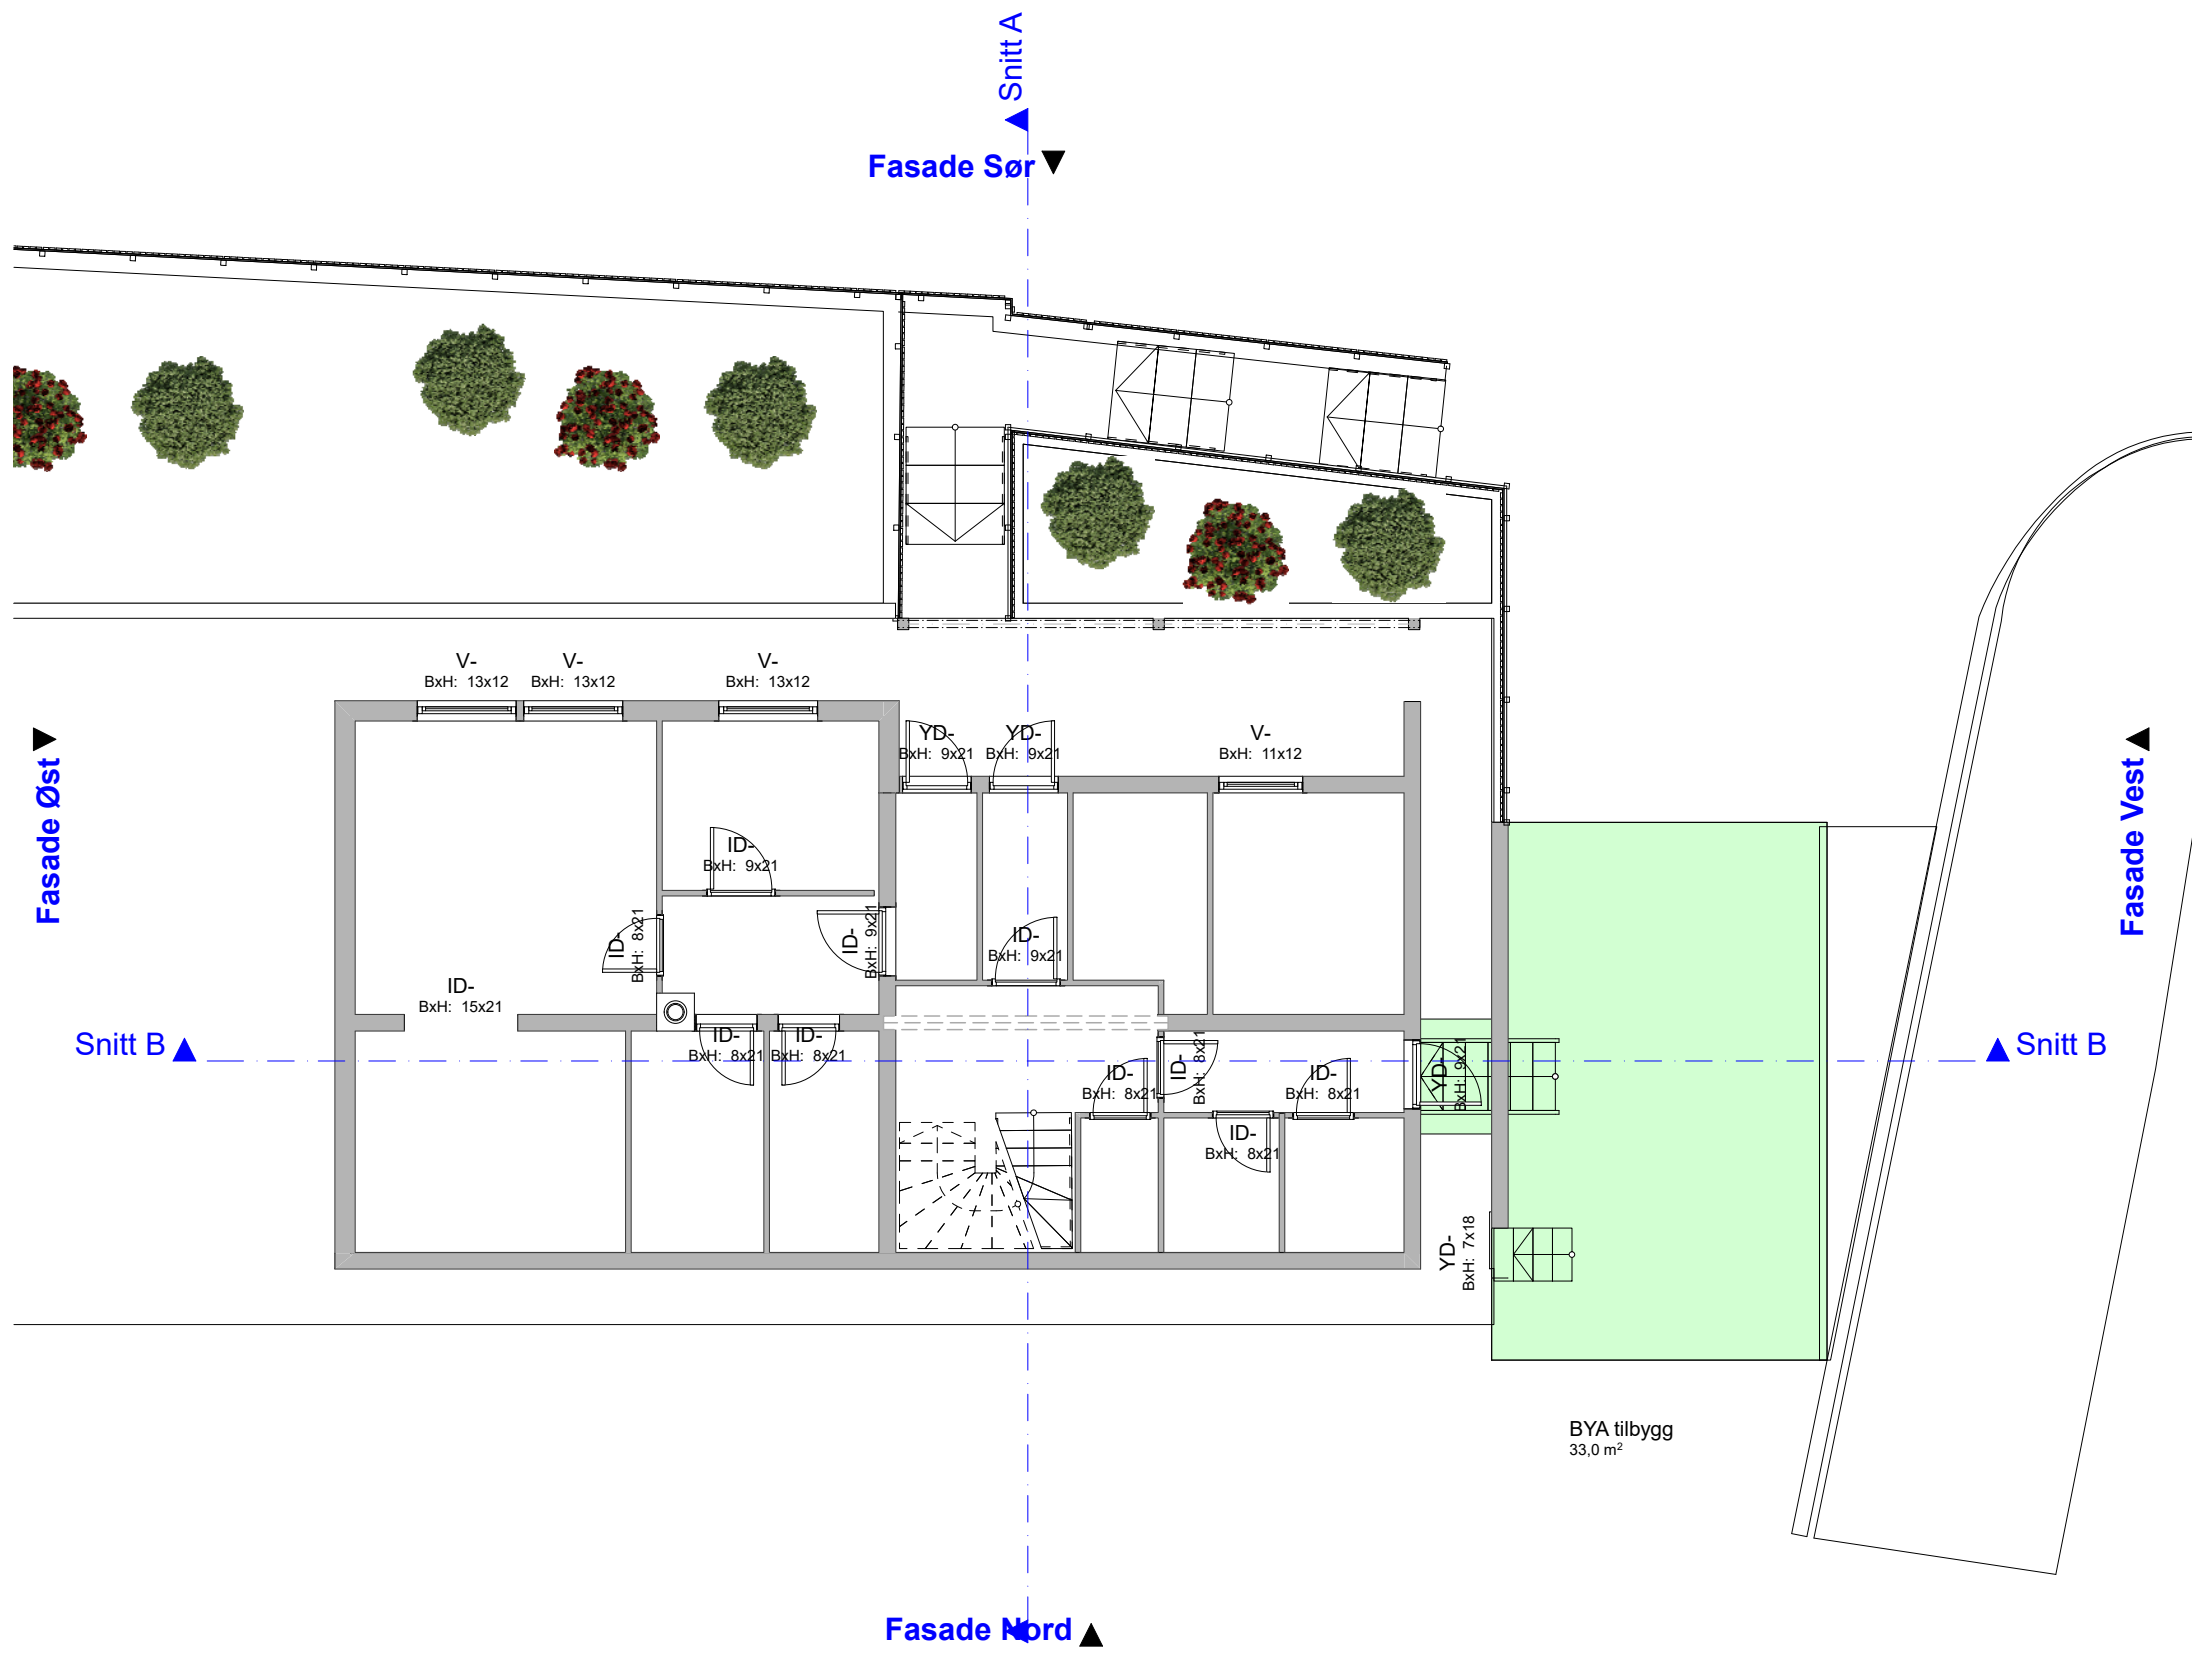 Snitt A
Fasade Sør
V-
BxH: 13x12
V-
BxH: 13x12
V-
BxH: 13x12
YD-
BxH: 9x21
YD-
BxH: 9x21
V-
BxH: 11x12
Fasade Øst
Fasade Vest
ID-
BxH: 9x21
ID-
BxH: 8x21
ID-
BxH: 9x21
ID-
BxH: 9x21
ID-
BxH: 15x21
Snitt B
ID-
BxH: 8x21
ID-
BxH: 8x21
ID-
BxH: 8x21
ID-
BxH: 8x21
ID-
BxH: 8x21
YD-
BxH: 9x21
Snitt B
ID-
BxH: 8x21
YD-
BxH: 7x18
BYA tilbygg
33,0 m²
Fasade Nord